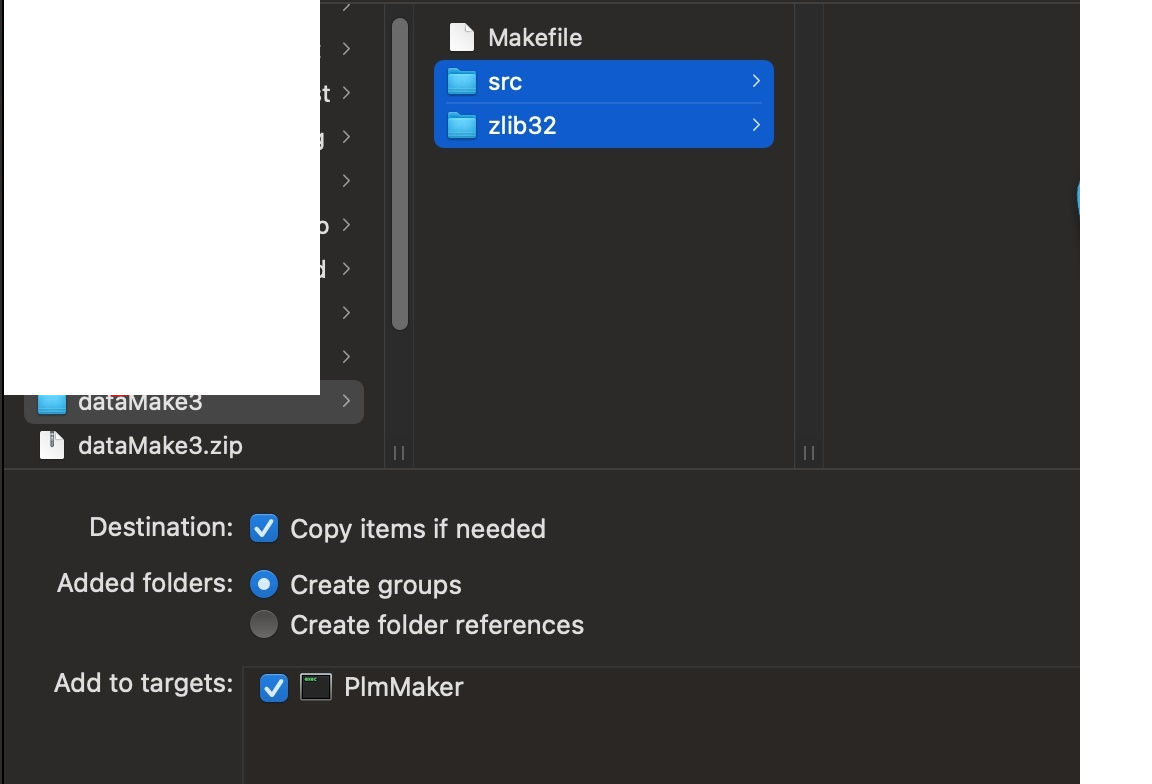 Makefile
src
zlib32
dataMake3
dataMake3.zip
Destination:
Copy items if needed
Added folders:
Create groups
Create folder references
Add to targets:
PlmMaker